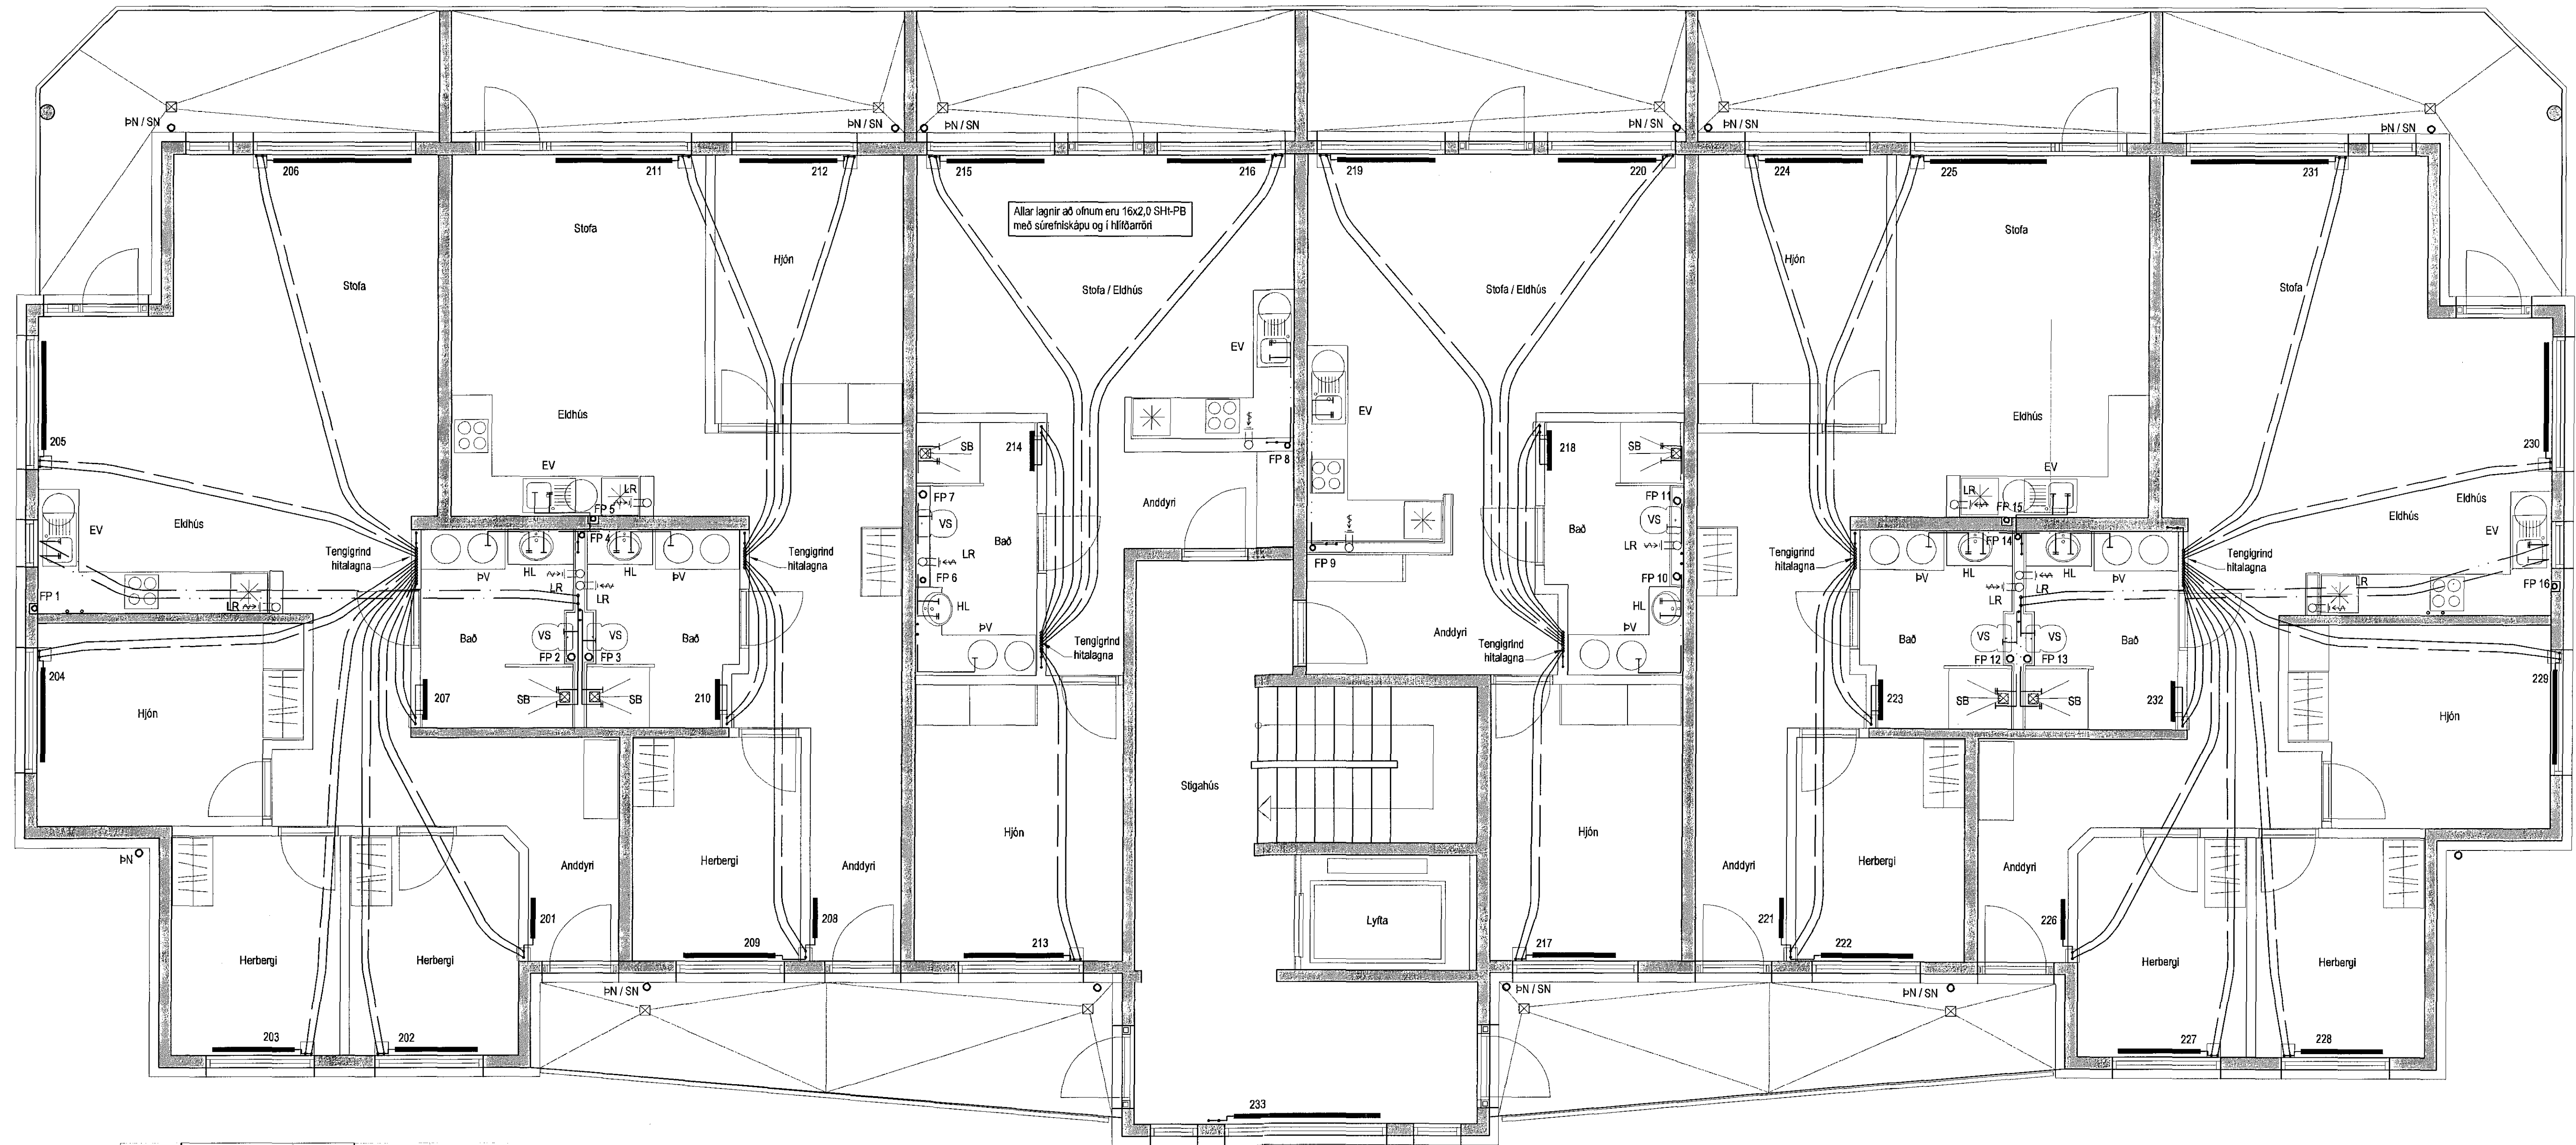 ÞN / SN
ÞN / SN
ÞN / SN
ÞN / SN
ÞN / SN
ÞN / SN
206
211
212
215
216
219
220
224
225
231
Allar lagnir að ofnum eru 16x2,0 SHt-PB
með súrefniskápu og í hlífðarröri
Stofa
Stofa
Hjón
Stofa / Eldhús
Stofa / Eldhús
Hjón
Stofa
Stofa
EV
Eldhús
EV
Eldhús
205
SB
214
FP 8
218
SB
230
EV
LR
EV
LR
Eldhús
FP 7
Anddyri
FP 11
FP 5
FP 15
EV
Eldhús
VS
Bað
Bað
VS
Eldhús
EV
FP 4
FP 14
Tengigrind
hitalagna
HL
HL
Tengigrind
hitalagna
LR
LR
Tengigrind
hitalagna
HL
HL
Tengigrind
hitalagna
ÞV
ÞV
FP 6
FP 9
FP 10
ÞV
ÞV
FP 1
LR
LR
LR
HL
HL
LR
LR
LR
FP 16
Bað
VS
VS
Bað
ÞV
Tengigrind
hitalagna
Anddyri
Tengigrind
hitalagna
ÞV
Bað
VS
VS
Bað
FP 2
FP 3
FP 12
FP 13
204
207
SB
SB
210
223
SB
SB
232
229
Hjón
Hjón
Stigahús
Hjón
Hjón
ÞN
Anddyri
Herbergi
Anddyri
Anddyri
Herbergi
Anddyri
201
208
Lyfta
221
226
Herbergi
Herbergi
209
213
217
222
Herbergi
Herbergi
ÞN / SN
ÞN / SN
ÞN / SN
203
202
227
228
233